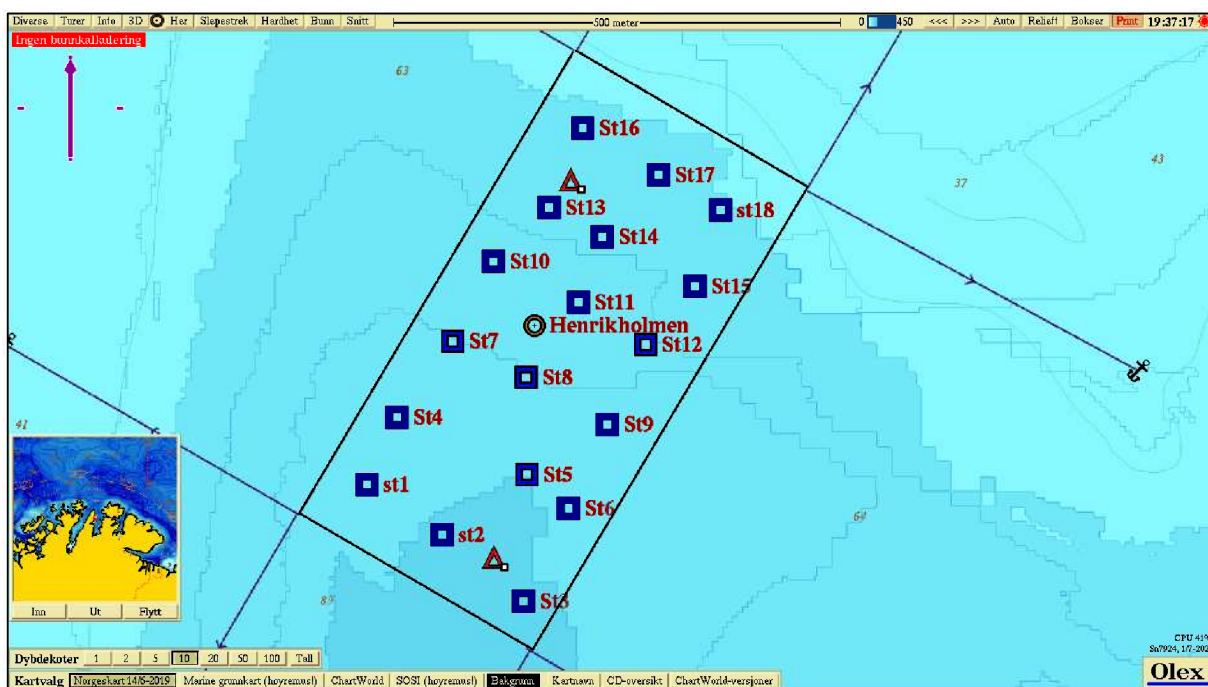 Diverse Turer Info 3D Her Slepestrek Hardhet Bunn Snitt 500 meter 0 450 <<< >>> Auto Relieff Bokser Print 19:37:17
Ingen bunnkalkulering
63
St16
43
St17
37
St13
st18
St14
St10
St15
St11
Henrikholmen
St7
St12
St8
St4
St9
41
St5
st1
St6
64
st2
St3
Inn Ut Flytt
CPU 41%
Dybdekoter 1 2 5 10 20 50 100 Tall
Olex
Kartvalg Norgeskart 14/6-2019 Marine grunnkart (høyremus!) ChartWorld SOSI (høyremus!) Bakgrunn Kartnavn CD-oversikt ChartWorld-versjoner